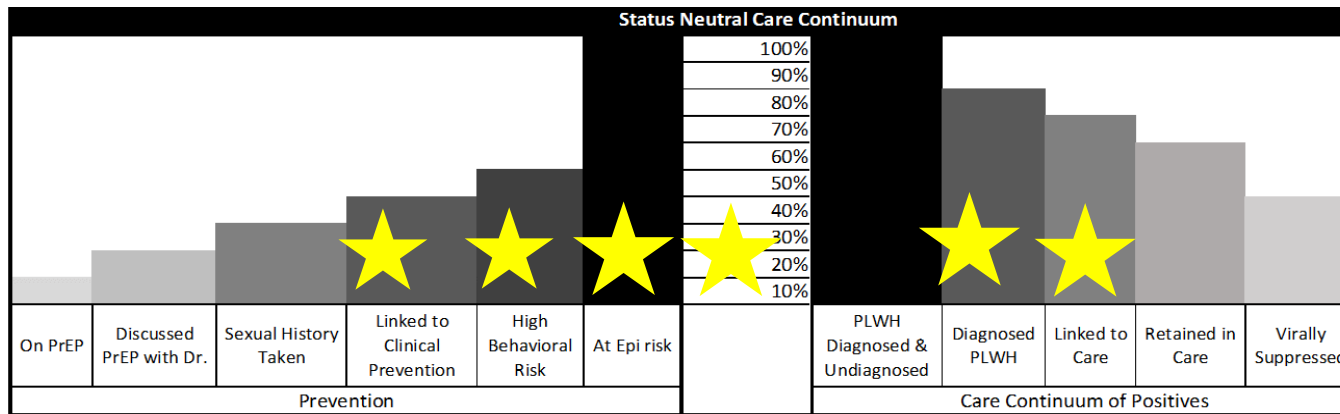 Status Neutral Care Continuum
100%
90%
80%
70%
60%
50%
40%
30%
20%
10%
On PrEP
Discussed
PrEP with Dr.
Sexual History
Taken
Linked to
Clinical
Prevention
High
Behavioral
Risk
At Epi risk
PLWH
Diagnosed &
Undiagnosed
Diagnosed
PLWH
Linked to
Care
Retained in
Care
Virally
Suppressed
Prevention
Care Continuum of Positives